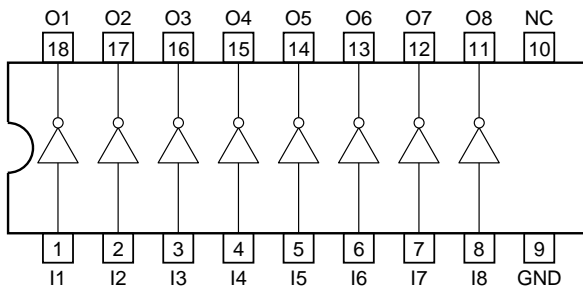 O1 O2 O3 O4 O5 O6 O7 O8 NC
18 17 16 15 14 13 12 11 10
1 2 3 4 5 6 7 8 9
I1 I2 I3 I4 I5 I6 I7 I8 GND